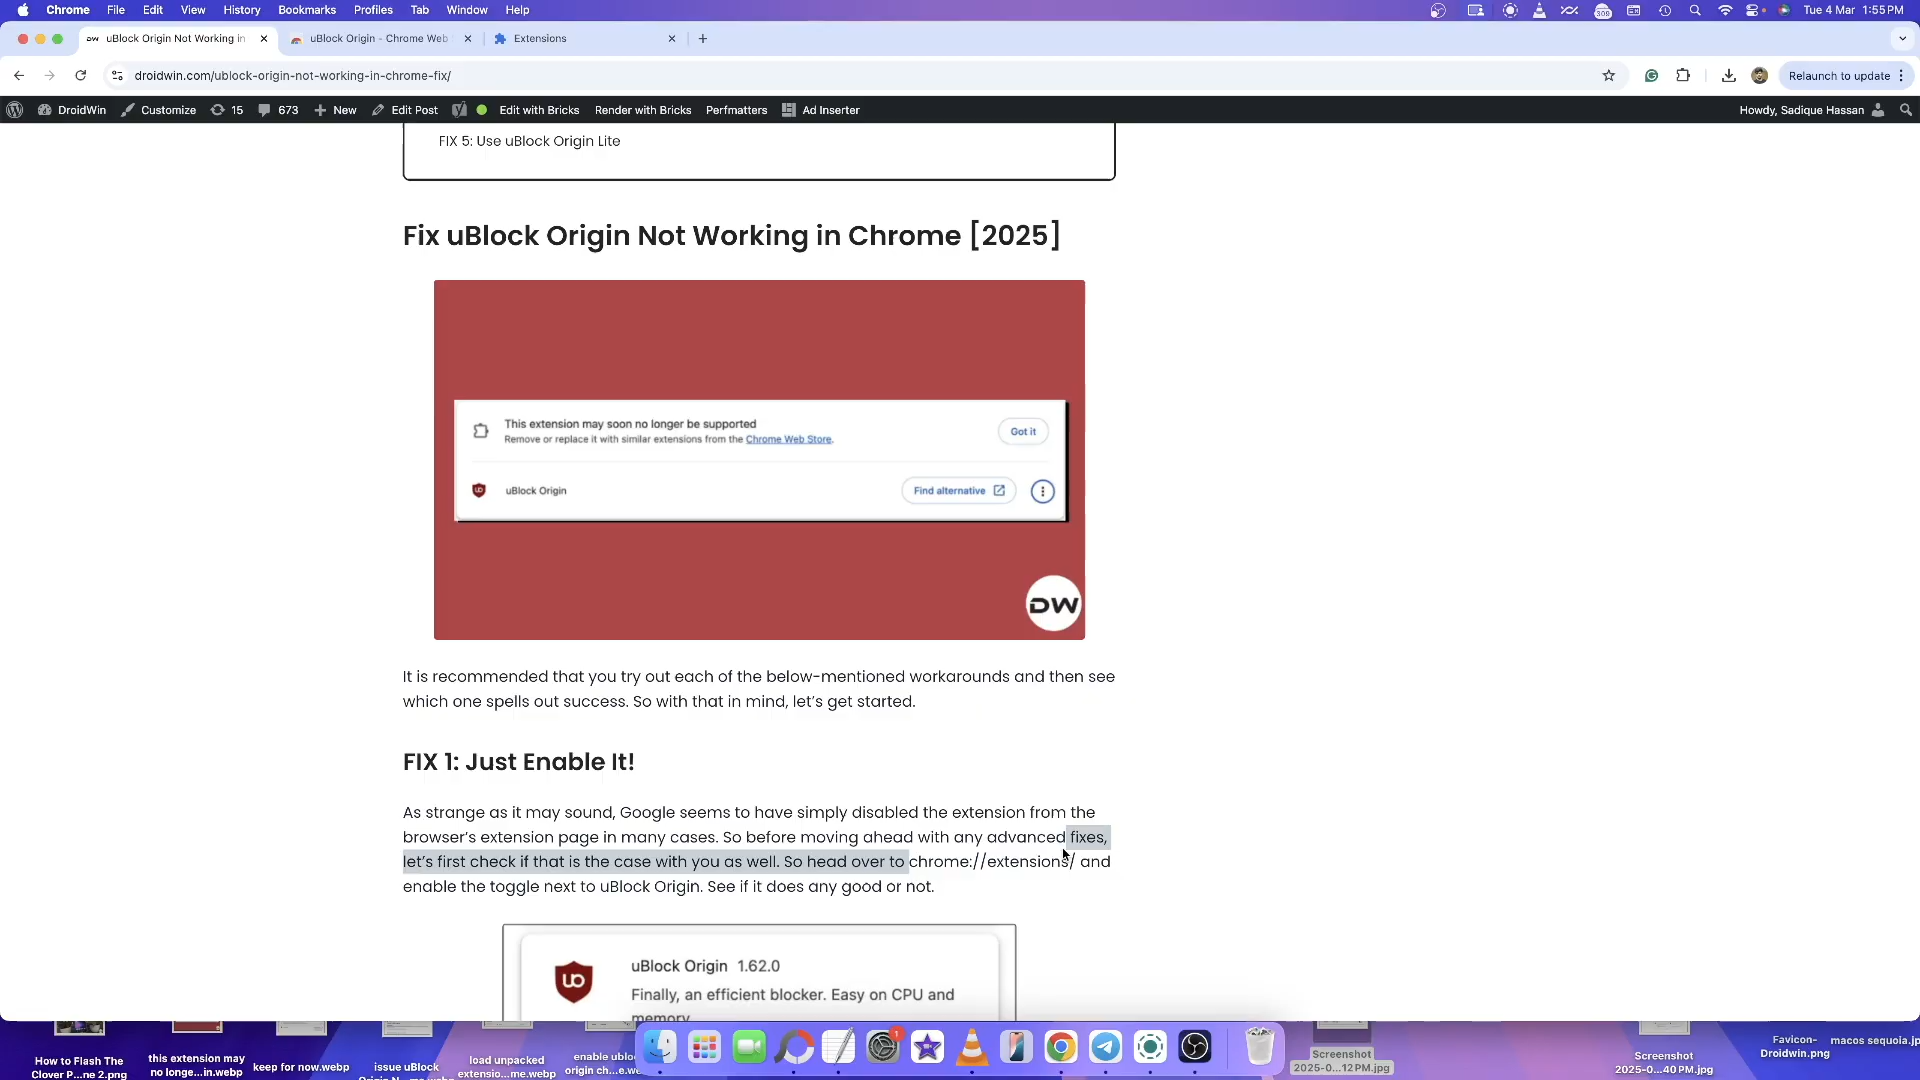 Chrome File Edit View History Bookmarks Profiles Tab Window Help
309
Tue 4 Mar 1:55 PM
DW uBlock Origin Not Working in
uBlock Origin - Chrome Web
Extensions
droidwin.com/ublock-origin-not-working-in-chrome-fix/
Relaunch to update
DroidWin Customize 15 673 New Edit Post Edit with Bricks Render with Bricks Perfmatters Ad Inserter
Howdy, Sadique Hassan
FIX 5: Use uBlock Origin Lite
Fix uBlock Origin Not Working in Chrome [2025]
This extension may soon no longer be supported
Remove or replace it with similar extensions from the Chrome Web Store.
Got it
uBlock Origin
Find alternative
DW
It is recommended that you try out each of the below-mentioned workarounds and then see
which one spells out success. So with that in mind, let's get started.
FIX 1: Just Enable It!
As strange as it may sound, Google seems to have simply disabled the extension from the
browser's extension page in many cases. So before moving ahead with any advanced fixes,
let's first check if that is the case with you as well. So head over to chrome://extensions/ and
enable the toggle next to uBlock Origin. See if it does any good or not.
uBlock Origin 1.62.0
Finally, an efficient blocker. Easy on CPU and
memory.
How to Flash The
Clover P...ne 2.png
this extension may
no longe...in.webp
keep for now.webp
issue uBlock
load unpacked
extensio...me.webp
enable ublo
origin ch...e.w
1
Screenshot
2025-0...12 PM.jpg
Screenshot
2025-0...40 PM.jpg
Favicon-
Droidwin.png
macos sequoia.jp